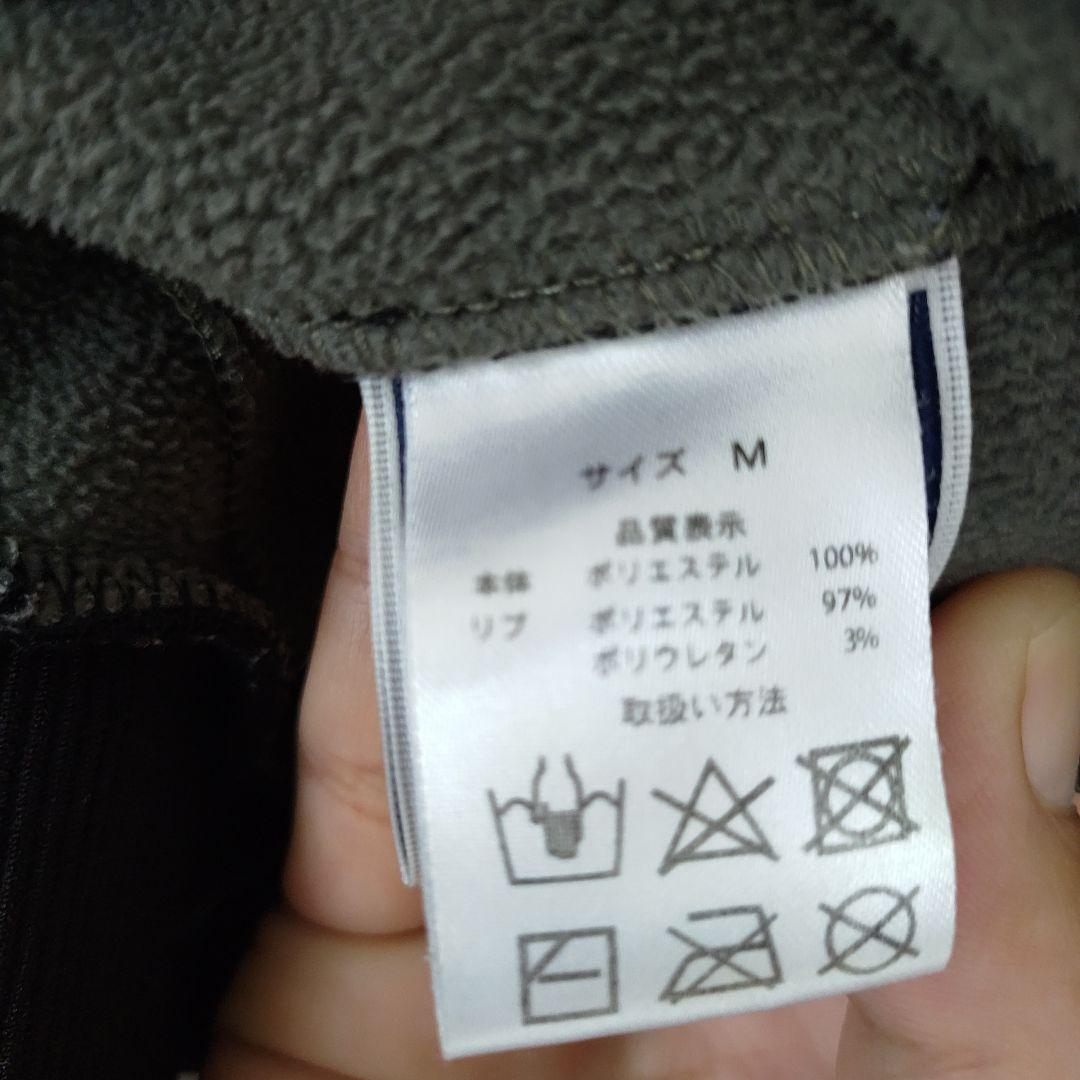 サイズ M
品質表示
本体 ポリエステル 100%
リブ ポリエステル 97%
ポリウレタン 3%
取扱い方法